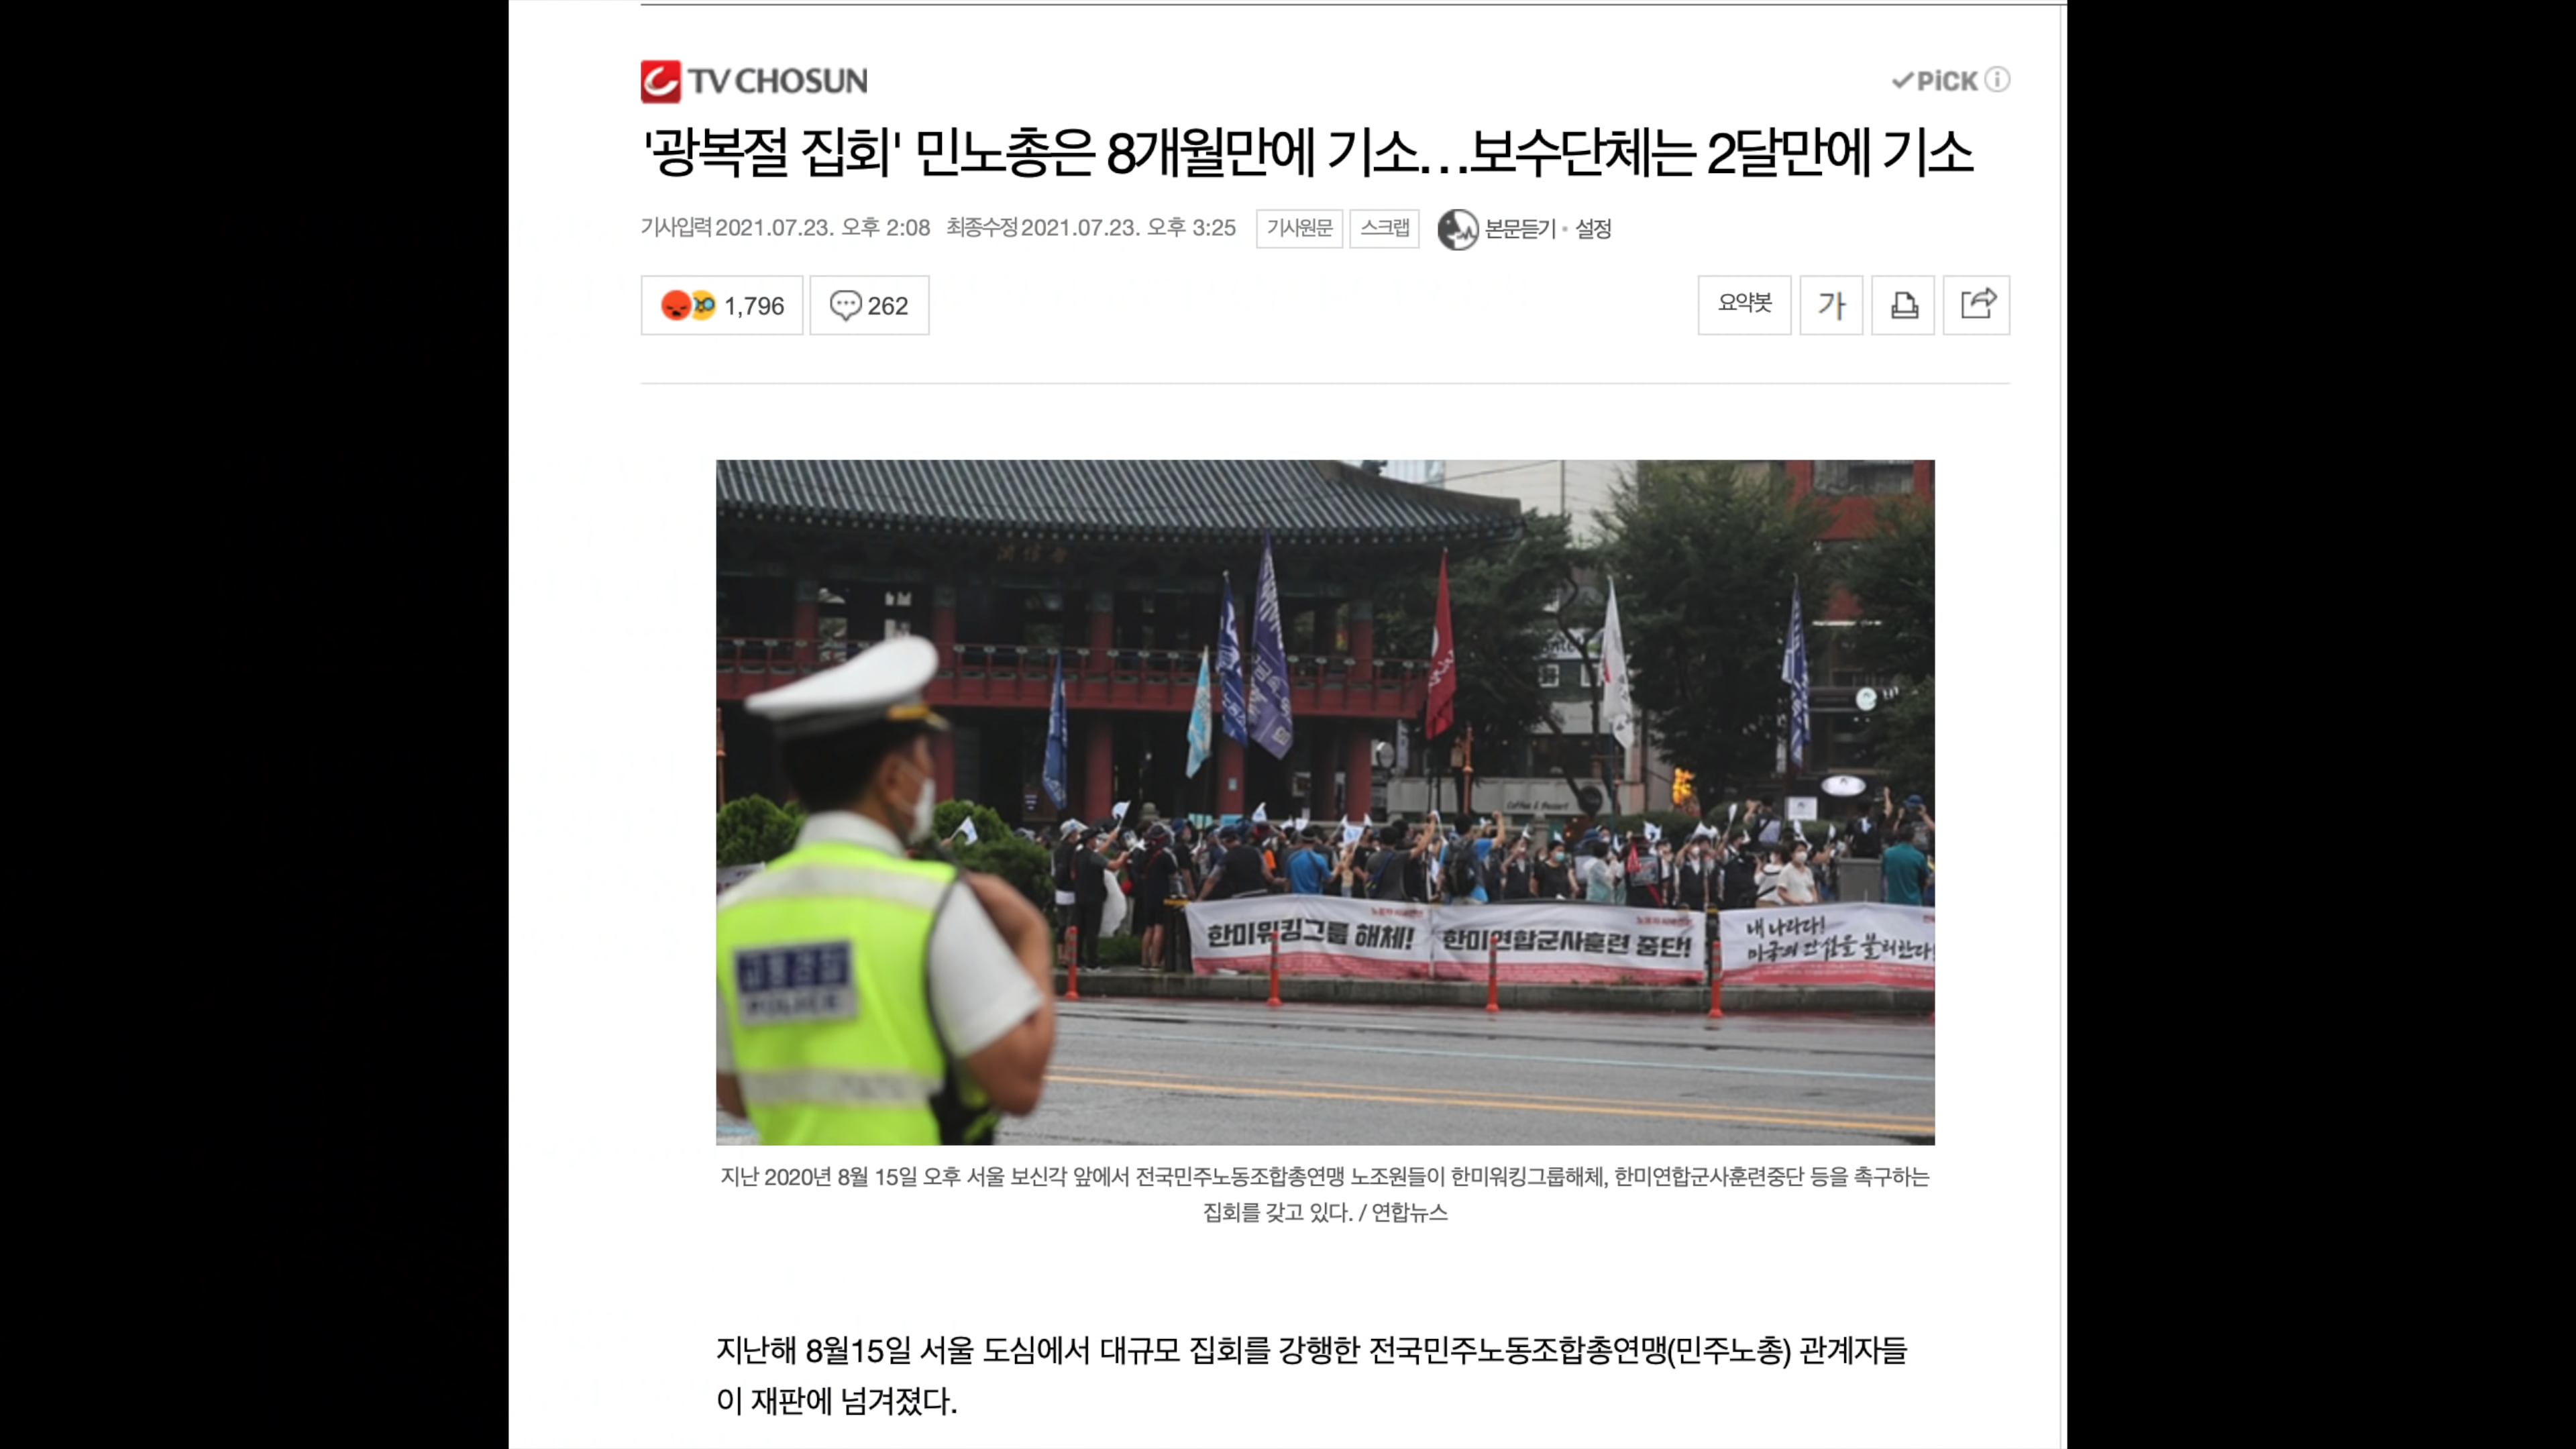 TV CHOSUN
PiCK
'광복절 집회' 민노총은 8개월만에 기소...보수단체는 2달만에 기소
기사입력 2021.07.23. 오후 2:08 최종수정 2021.07.23. 오후 3:25 기사원문 스크랩 본문듣기 · 설정
1,796 262 요약봇 가
한미워킹그룹 해체! 한미연합군사훈련 중단! 내 나라다!
미국의 간섭을 불허한다!
POLICE
지난 2020년 8월 15일 오후 서울 보신각 앞에서 전국민주노동조합총연맹 노조원들이 한미워킹그룹해체, 한미연합군사훈련중단 등을 촉구하는
집회를 갖고 있다. / 연합뉴스
지난해 8월15일 서울 도심에서 대규모 집회를 강행한 전국민주노동조합총연맹(민주노총) 관계자들
이 재판에 넘겨졌다.